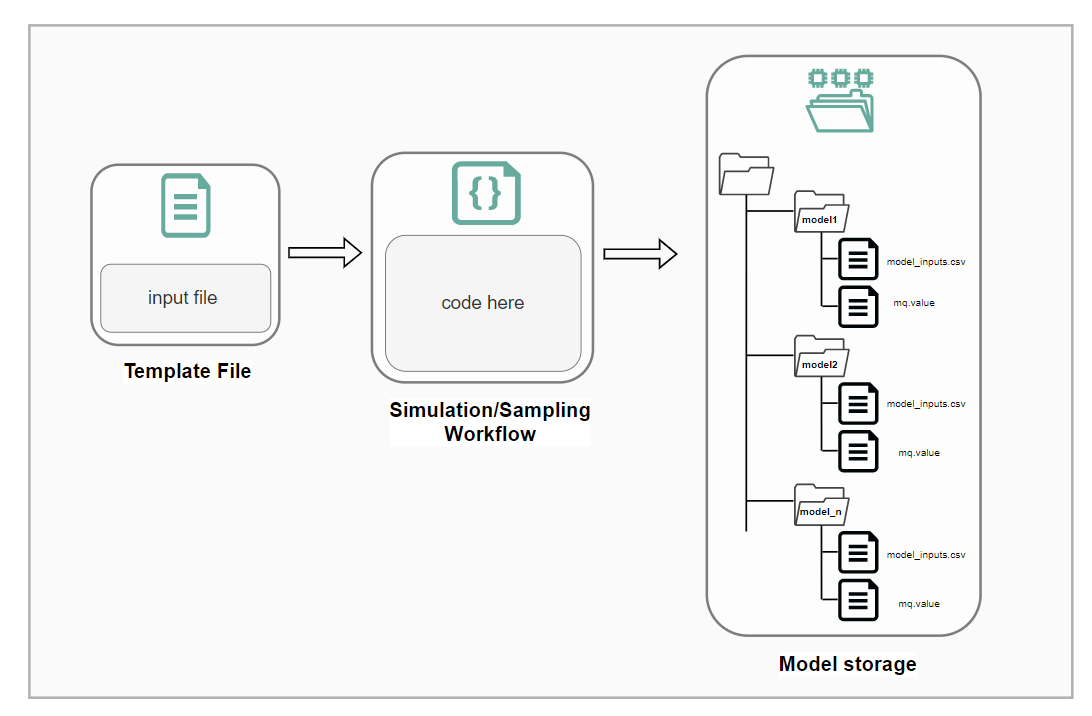 input file
Template File
{}
code here
Simulation/Sampling
Workflow
model1
model_inputs.csv
mq.value
model2
model_inputs.csv
mq.value
model_n
model_inputs.csv
mq.value
Model storage